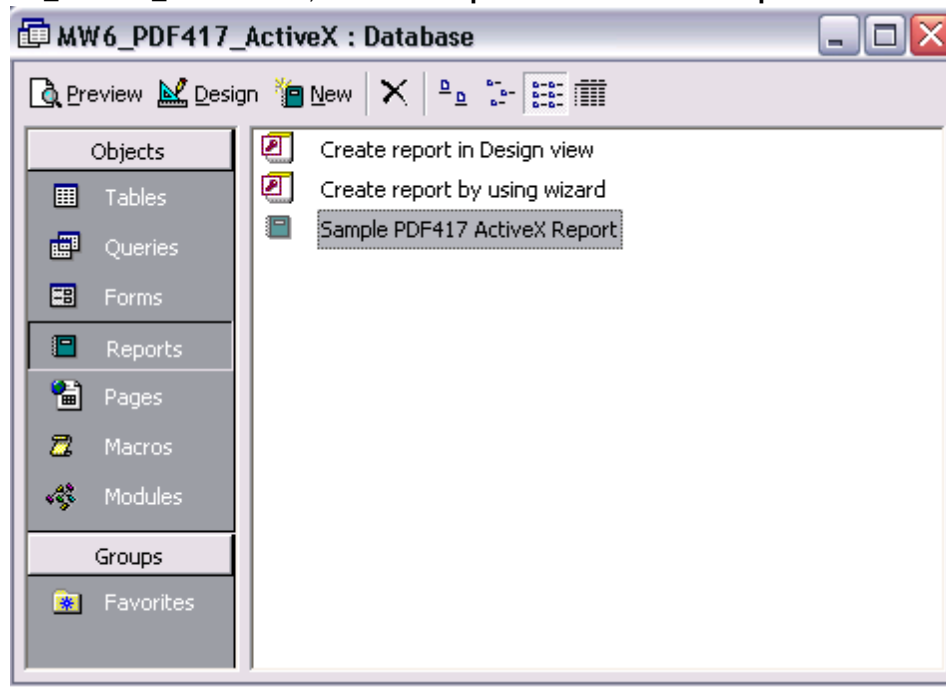 MW6_PDF417_ActiveX : Database
Preview Design New
Objects
Tables
Queries
Forms
Reports
Pages
Macros
Modules
Groups
Favorites
Create report in Design view
Create report by using wizard
Sample PDF417 ActiveX Report